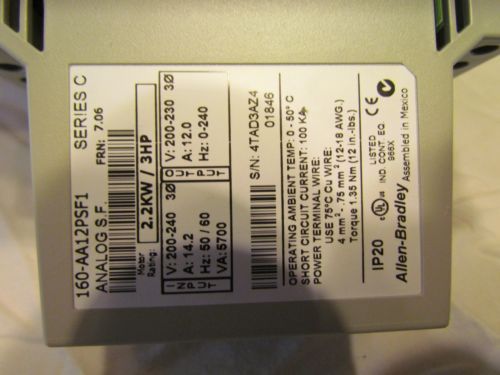 160-AA12PSF1 SERIES C
ANALOG S.F. FRN: 7.06
Motor Rating: 2.2KW / 3HP
INPUT V: 200-240 3Ø OUTPUT V: 200-230 3Ø
A: 14.2 A: 12.0
Hz: 50 / 60 Hz: 0-240
VA:5700
S/N: 4TAD3AZ4
01846
OPERATING AMBIENT TEMP: 0 - 50° C
SHORT CIRCUIT CURRENT: 100 KA
POWER TERMINAL WIRE:
USE 75°C Cu WIRE:
4 mm² - .75 mm² (12-18 AWG.)
Torque 1.35 Nm (12 in.-lbs.)
IP20 c UL US LISTED IND. CONT. EQ. 966X CE
Allen-Bradley Assembled in Mexico